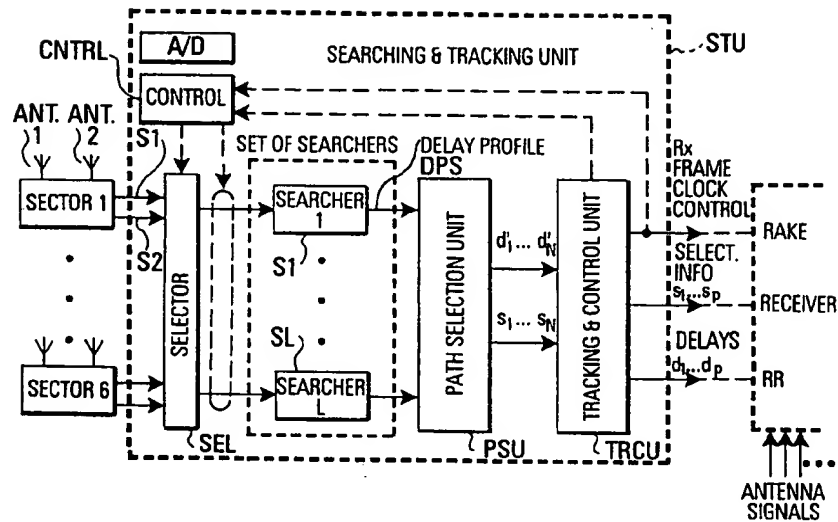 A/D
SEARCHING & TRACKING UNIT
STU
CNTRL
CONTROL
ANT. 1
ANT. 2
S1
SET OF SEARCHERS
DELAY PROFILE
DPS
Rx
FRAME
CLOCK
CONTROL
SECTOR 1
S2
SELECTOR
SEARCHER
1
S1
PATH SELECTION UNIT
d'1 ... d'N
s1 ... sN
TRACKING & CONTROL UNIT
SELECT.
INFO
s1...sp
DELAYS
d1...dp
RAKE
RECEIVER
RR
SL
SEARCHER
L
SECTOR 6
SEL
PSU
TRCU
ANTENNA
SIGNALS